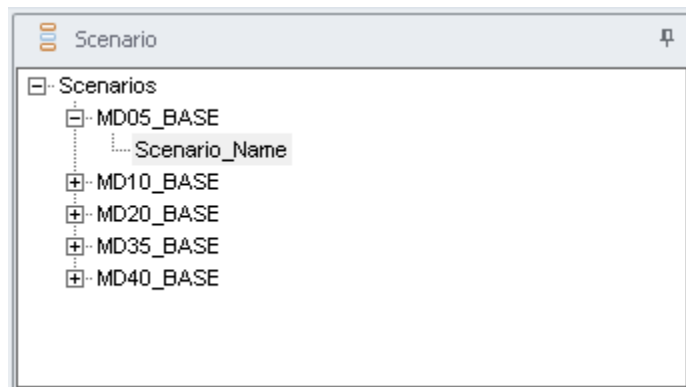 Scenario
Scenarios
MD05_BASE
Scenario_Name
MD10_BASE
MD20_BASE
MD35_BASE
MD40_BASE